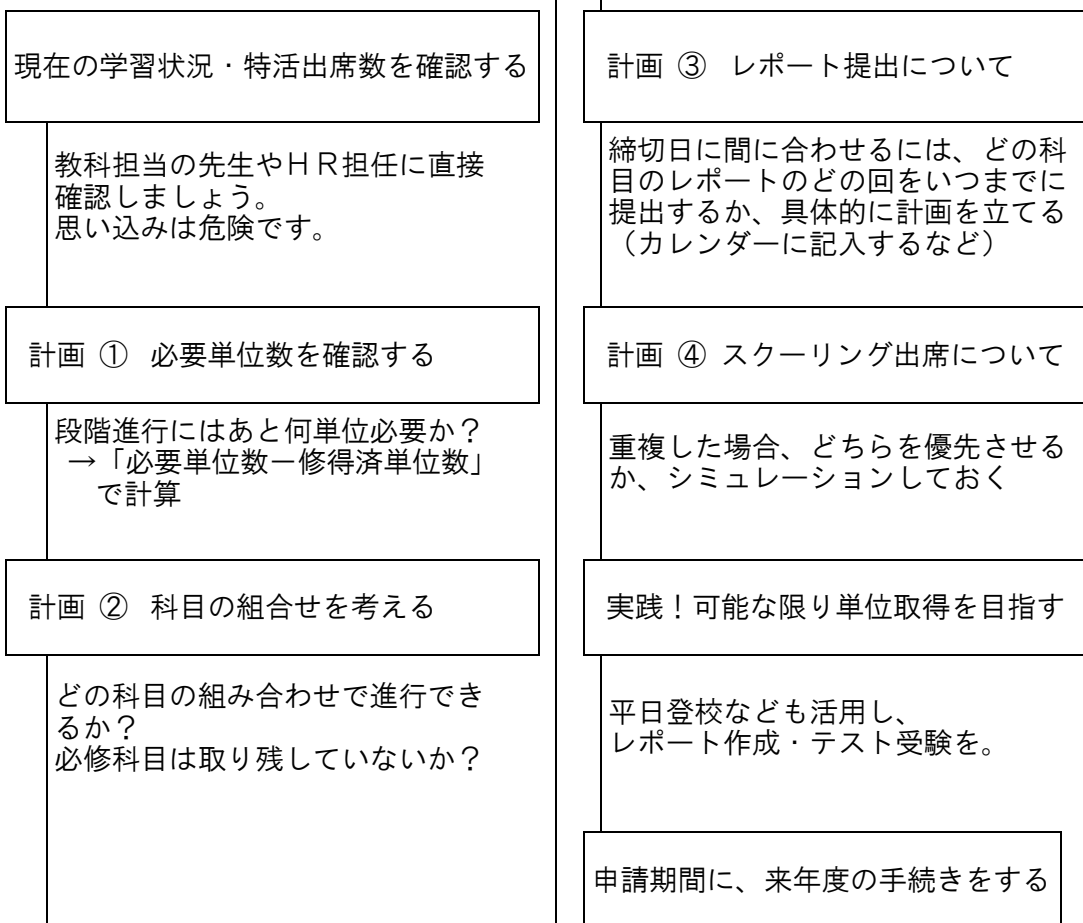 現在の学習状況・特活出席数を確認する
教科担当の先生やＨＲ担任に直接
確認しましょう。
思い込みは危険です。
計画 ① 必要単位数を確認する
段階進行にはあと何単位必要か？
→「必要単位数－修得済単位数」
で計算
計画 ② 科目の組合せを考える
どの科目の組み合わせで進行でき
るか？
必修科目は取り残していないか？
計画 ③ レポート提出について
締切日に間に合わせるには、どの科
目のレポートのどの回をいつまでに
提出するか、具体的に計画を立てる
（カレンダーに記入するなど）
計画 ④ スクーリング出席について
重複した場合、どちらを優先させる
か、シミュレーションしておく
実践！可能な限り単位取得を目指す
平日登校なども活用し、
レポート作成・テスト受験を。
申請期間に、来年度の手続きをする